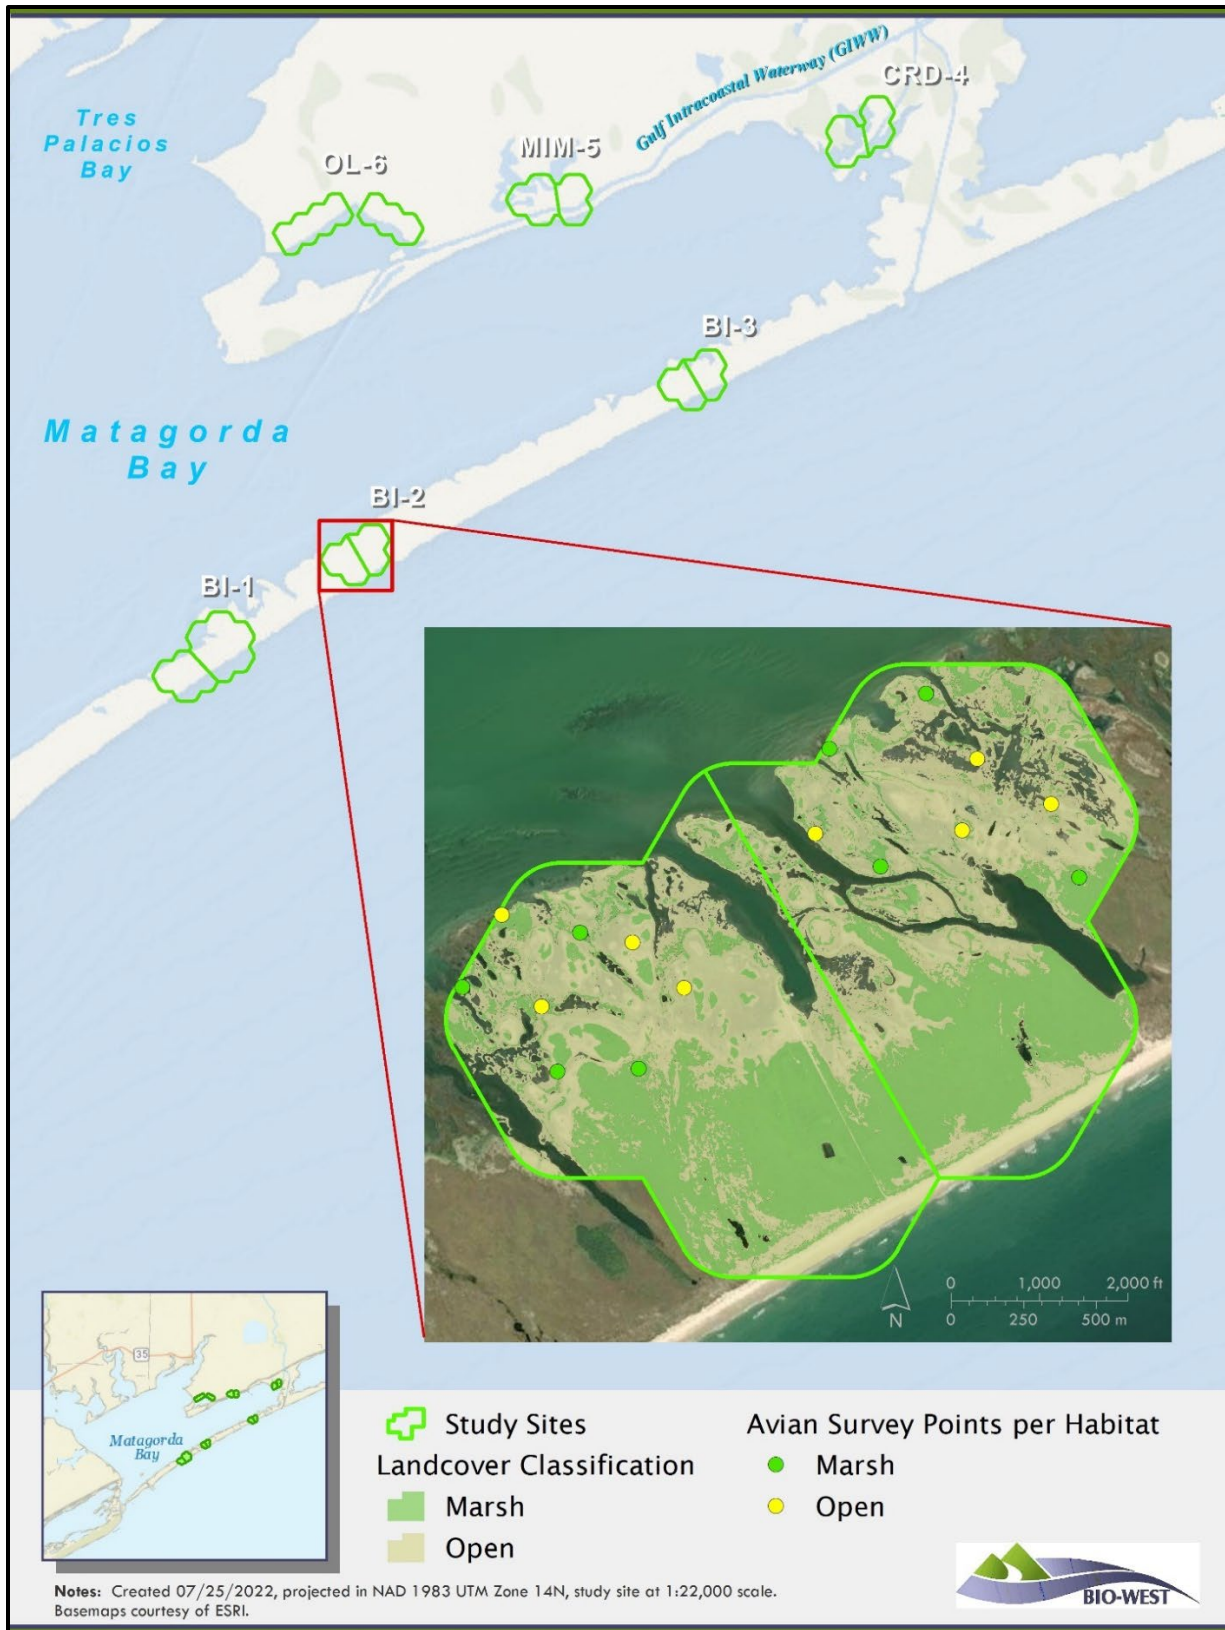 Gulf Intracoastal Waterway (GIWW)
CRD-4
Tres
Palacios
Bay
OL-6
MIM-5
BI-3
Matagorda
Bay
BI-2
BI-1
0 1,000 2,000 ft
N
0 250 500 m
35
Matagorda
Bay
Study Sites
Landcover Classification
Marsh
Open
Avian Survey Points per Habitat
Marsh
Open
Notes: Created 07/25/2022, projected in NAD 1983 UTM Zone 14N, study site at 1:22,000 scale.
Basemaps courtesy of ESRI.
BIO-WEST